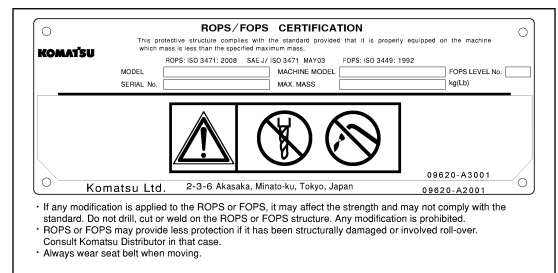 ROPS/FOPS CERTIFICATION
This protective structure complies with the standard provided that it is properly equipped on the machine
which mass is less than the specified maximum mass.
KOMATSU
ROPS: ISO 3471: 2008 SAE J/ ISO 3471 MAY03 FOPS: ISO 3449: 1992
MODEL MACHINE MODEL FOPS LEVEL No.
SERIAL No. MAX. MASS kg(Lb)
09620-A3001
Komatsu Ltd. 2-3-6 Akasaka, Minato-ku, Tokyo, Japan 09620-A2001
· If any modification is applied to the ROPS or FOPS, it may affect the strength and may not comply with the
standard. Do not drill, cut or weld on the ROPS or FOPS structure. Any modification is prohibited.
· ROPS or FOPS may provide less protection if it has been structurally damaged or involved roll-over.
Consult Komatsu Distributor in that case.
· Always wear seat belt when moving.